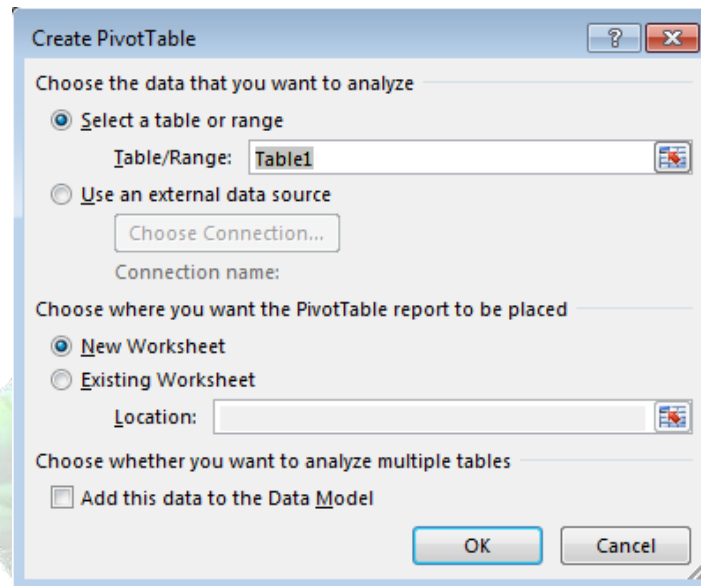 Create PivotTable
?
Choose the data that you want to analyze
Select a table or range
Table/Range: Table1
Use an external data source
Choose Connection...
Connection name:
Choose where you want the PivotTable report to be placed
New Worksheet
Existing Worksheet
Location:
Choose whether you want to analyze multiple tables
Add this data to the Data Model
OK Cancel